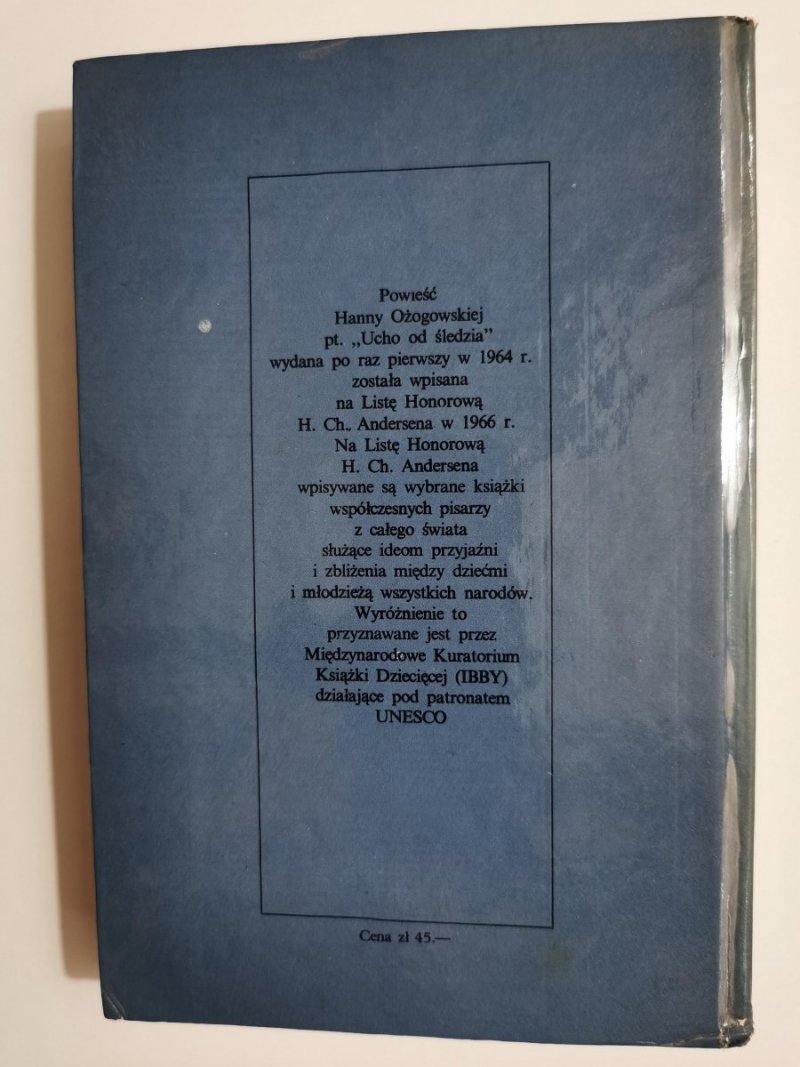 Powieść
Hanny Ożogowskiej
pt. „Ucho od śledzia”
wydana po raz pierwszy w 1964 r.
została wpisana
na Listę Honorową
H. Ch. Andersena w 1966 r.
Na Listę Honorową
H. Ch. Andersena
wpisywane są wybrane książki
współczesnych pisarzy
z całego świata
służące ideom przyjaźni
i zbliżenia między dziećmi
i młodzieżą wszystkich narodów.
Wyróżnienie to
przyznawane jest przez
Międzynarodowe Kuratorium
Książki Dziecięcej (IBBY)
działające pod patronatem
UNESCO
Cena zł 45.—